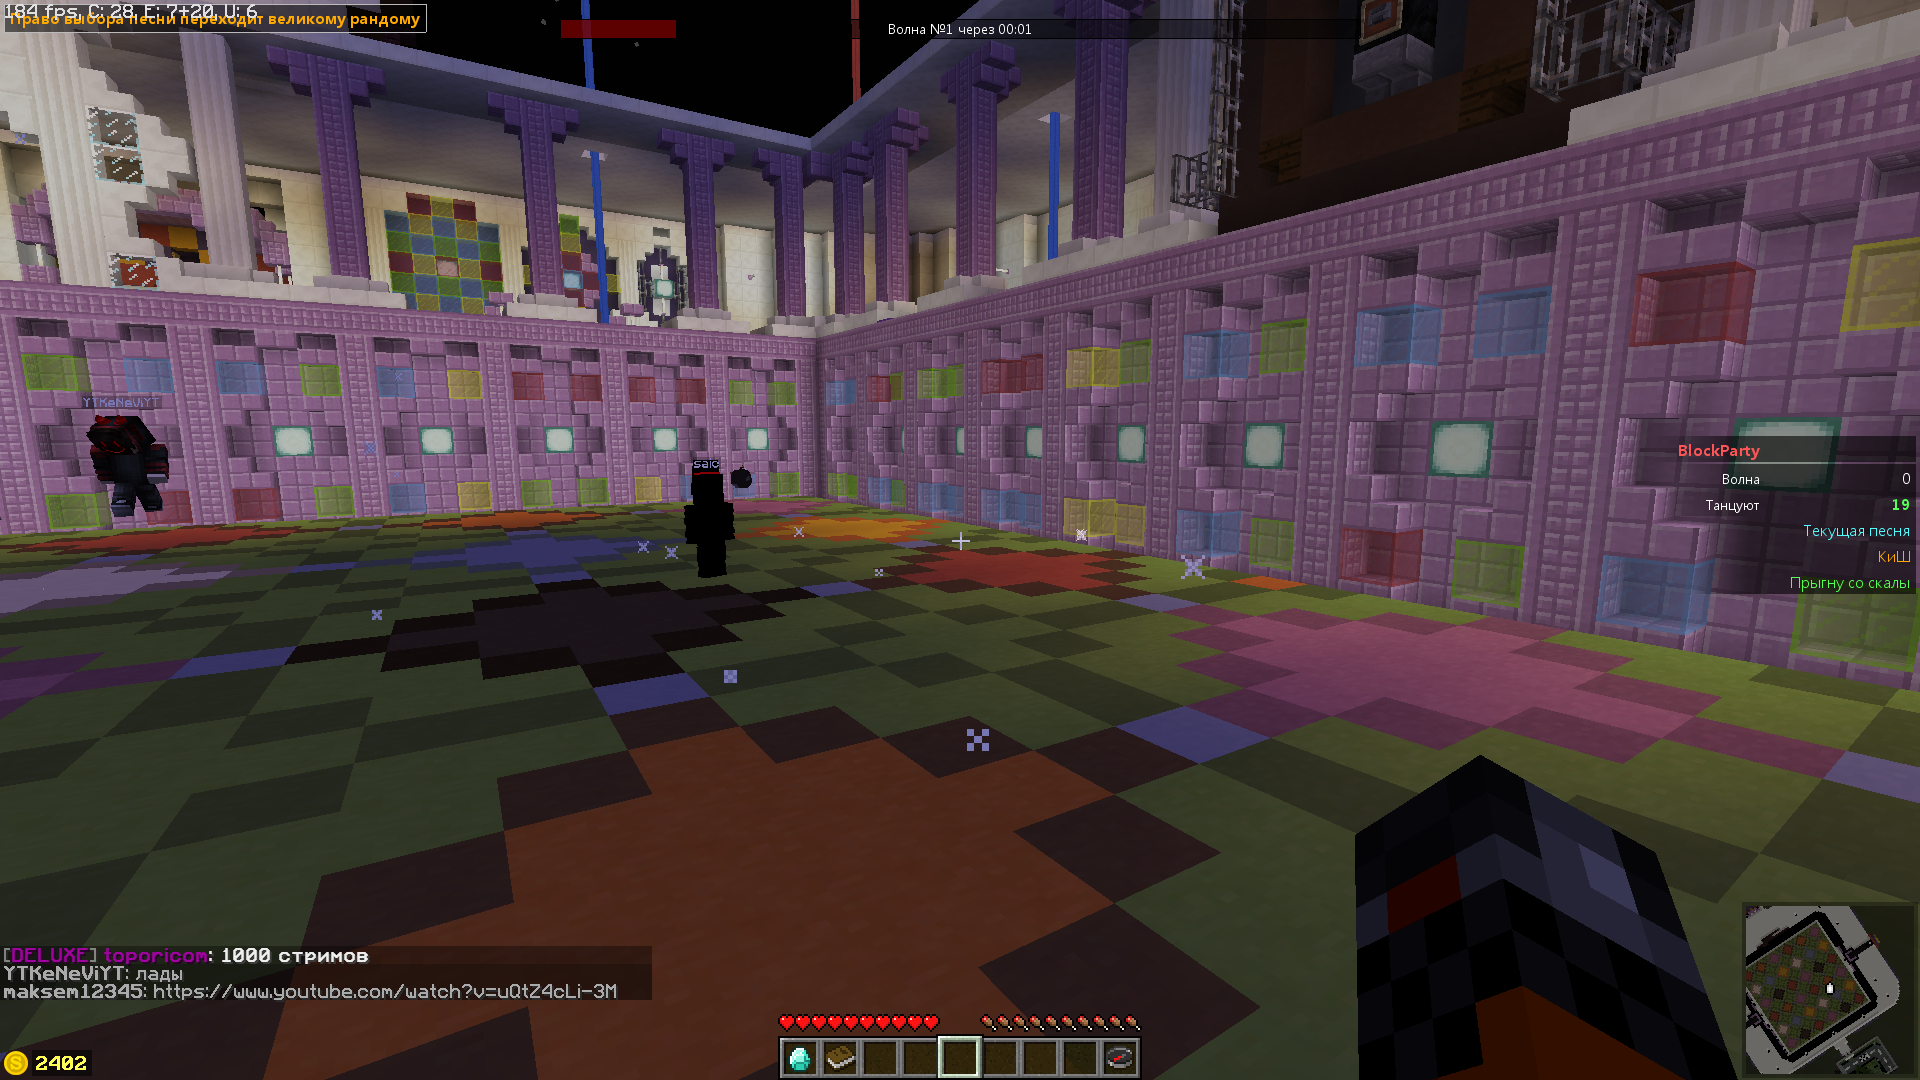 184 fps, C: 28, E: 7+20, U: 6
Право выбора песни переходит великому рандому
Волна №1 через 00:01
YTKeNeViYT
saic
BlockParty
Волна 0
Танцуют 19
Текущая песня
КиШ
Прыгну со скалы
[DELUXE] toporicom: 1000 стримов
YTKeNeViYT: лады
maksem12345: https://www.youtube.com/watch?v=uQtZ4cLi-3M
S 2402